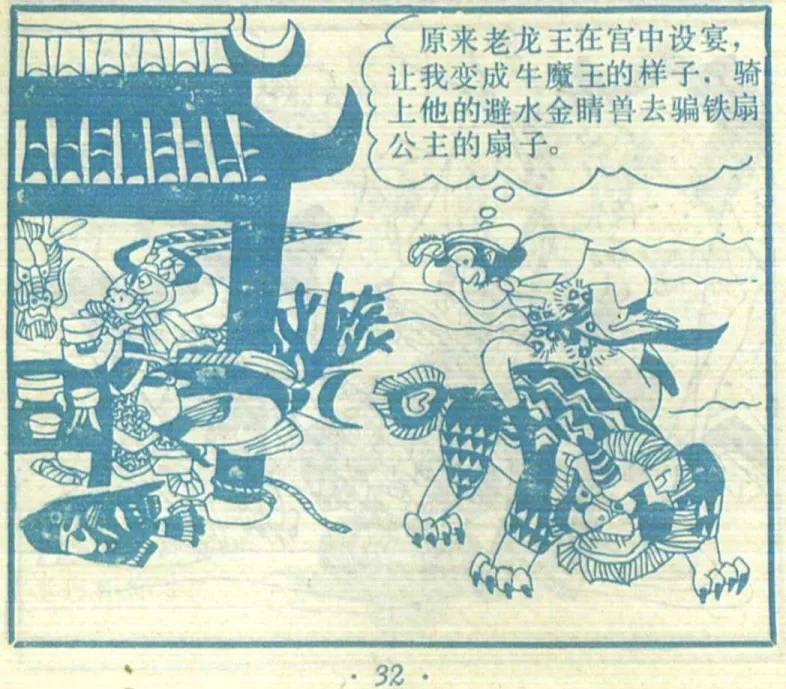 原来老龙王在宫中设宴，
让我变成牛魔王的样子，骑
上他的避水金睛兽去骗铁扇
公主的扇子。
· 32 ·